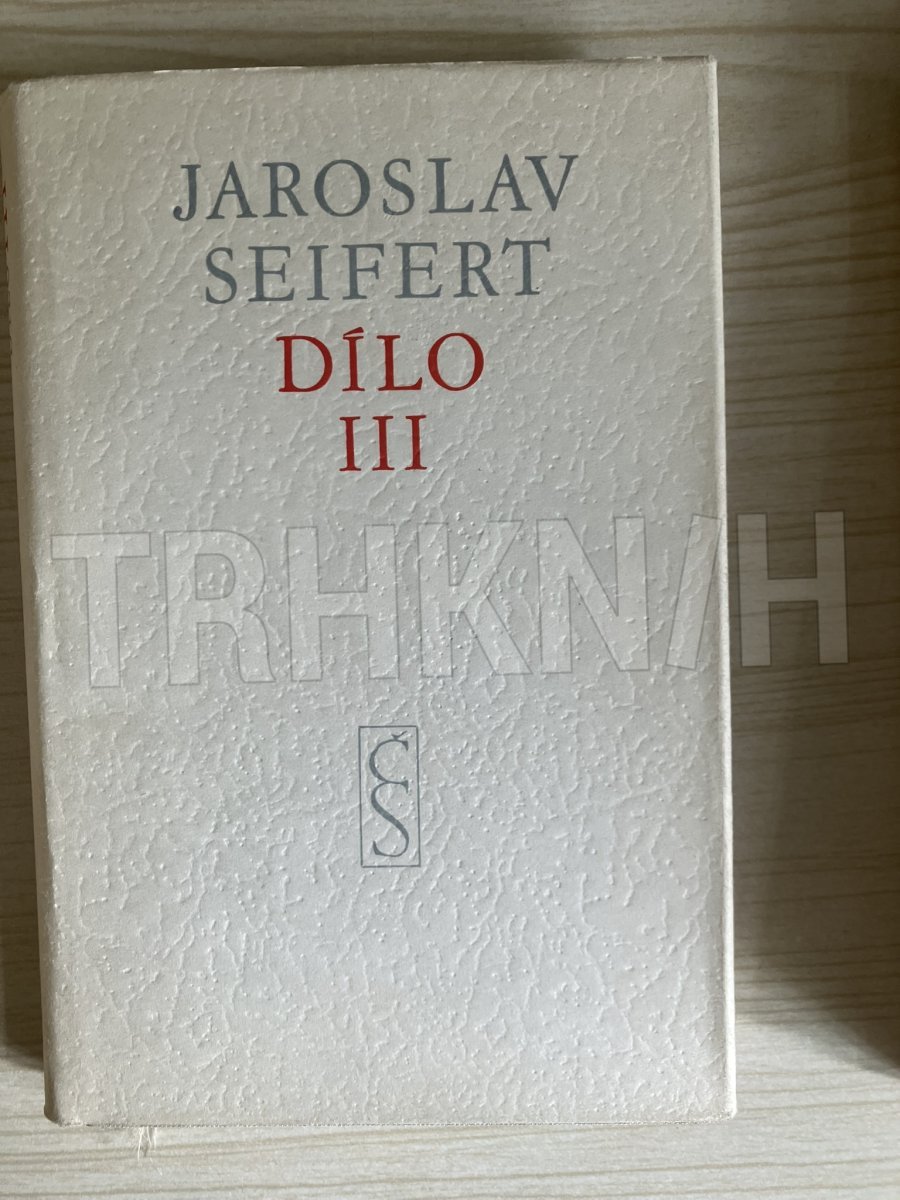 JAROSLAV
SEIFERT
DÍLO
III
TRHKNIH
ČS